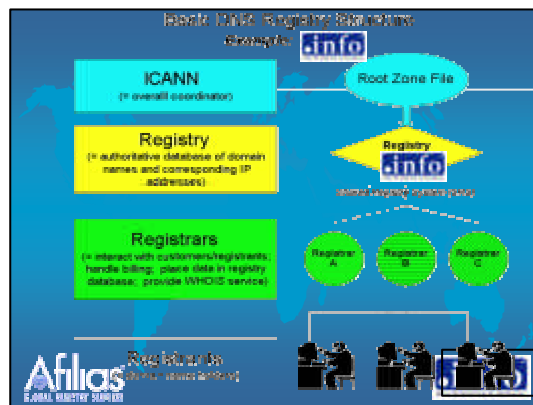 Basic DNS Registry Structure
Example:
.info
ICANN
(= overall coordinator)
Root Zone File
Registry
(= authoritative database of domain
names and corresponding IP
addresses)
Registry
.info
Registrars
(= interact with customers/registrants;
handle billing; place data in registry
database; provide WHOIS service)
Registrar
A
Registrar
B
Registrar
C
Registrants
Afilias
GLOBAL REGISTRY SERVICES